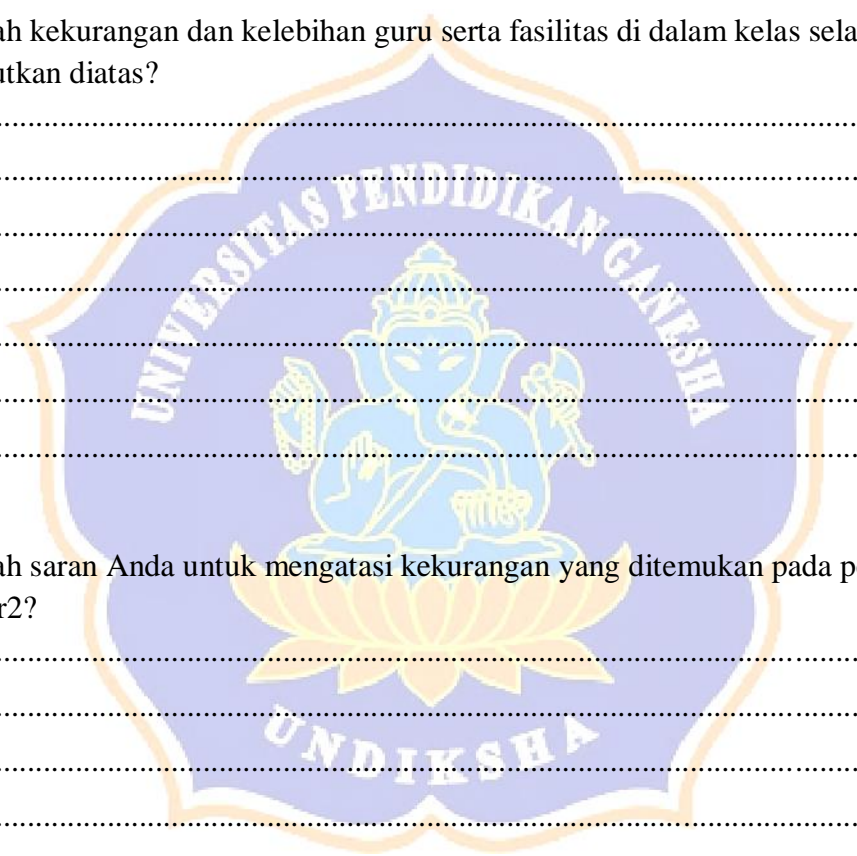 ah kekurangan dan kelebihan guru serta fasilitas di dalam kelas sela
utkan diatas?
UNIVERSITAS PENDIDIKAN GANESHA
ah saran Anda untuk mengatasi kekurangan yang ditemukan pada p
r2?
UNDIKSHA